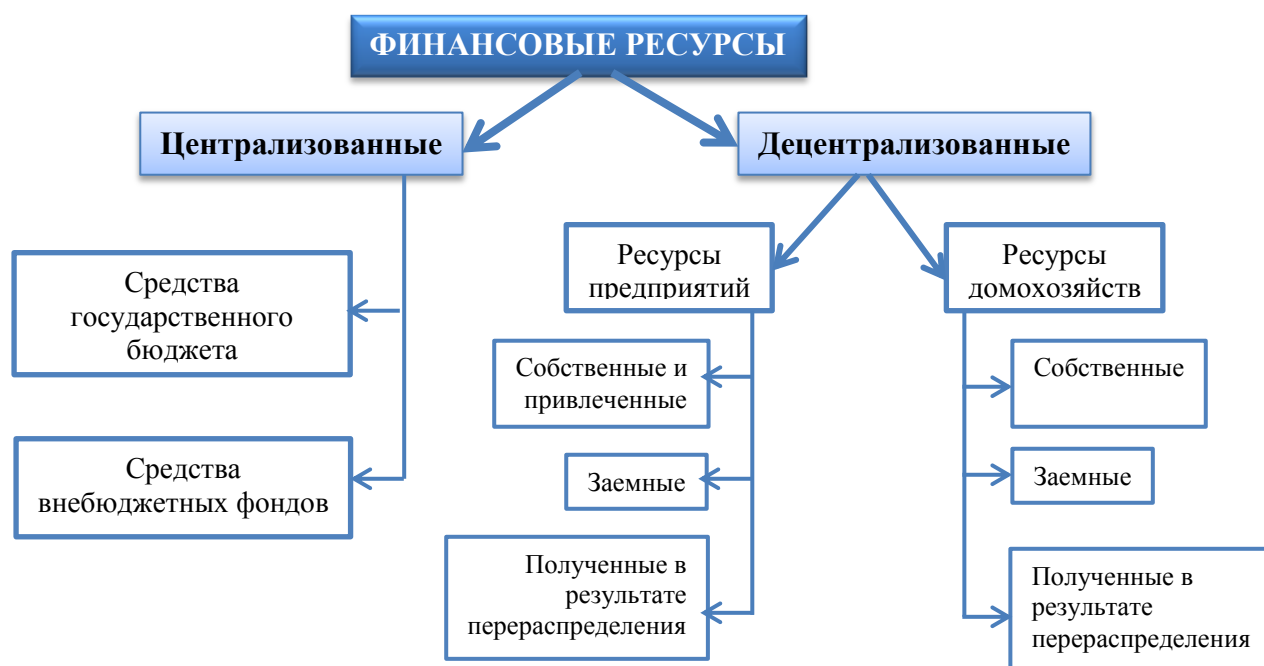 ФИНАНСОВЫЕ РЕСУРСЫ
Централизованные
Децентрализованные
Средства
государственного
бюджета
Средства
внебюджетных фондов
Ресурсы
предприятий
Собственные и
привлеченные
Заемные
Полученные в
результате
перераспределения
Ресурсы
домохозяйств
Собственные
Заемные
Полученные в
результате
перераспределения